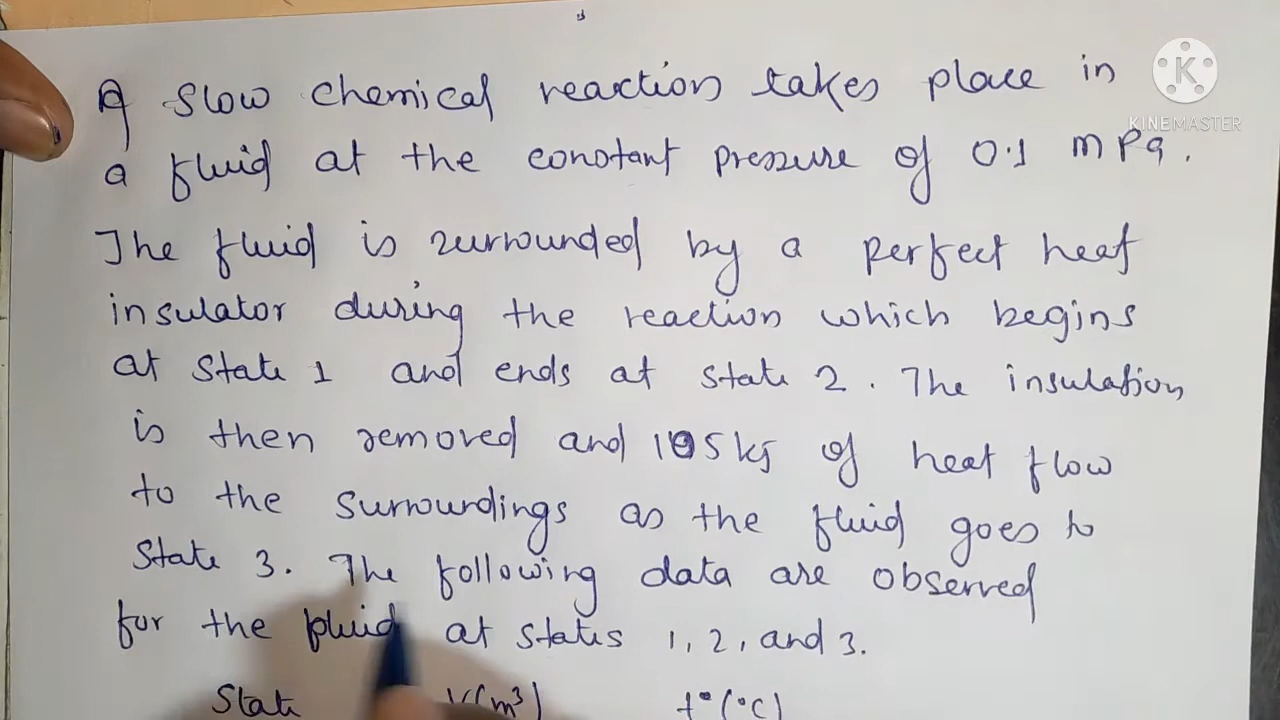 A slow chemical reaction takes place in
a fluid at the constant pressure of 0.1 mPa.
The fluid is surrounded by a perfect heat
insulator during the reaction which begins
at state 1 and ends at state 2. The insulation
is then removed and 105 kJ of heat flow
to the surroundings as the fluid goes to
state 3. The following data are observed
for the fluid at states 1, 2, and 3.
State V(m³) t°(°C)
K
KINEMASTER